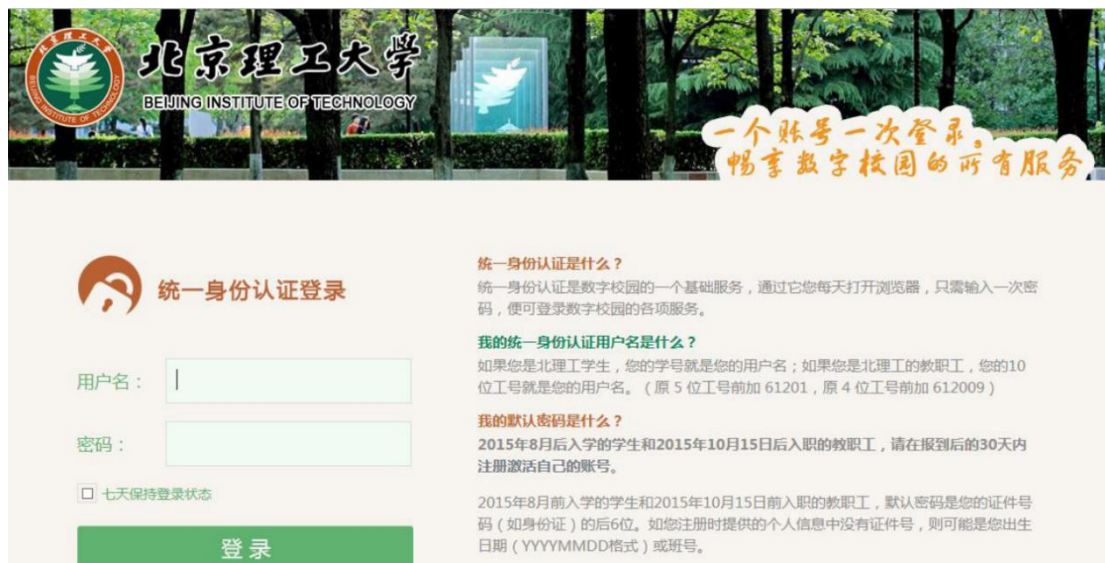 北京理工大學
BEIJING INSTITUTE OF TECHNOLOGY
一个账号一次登录。
畅享数字校园的所有服务
统一身份认证登录
用户名：
密码：
七天保持登录状态
登录
统一身份认证是什么？
统一身份认证是数字校园的一个基础服务，通过它您每天打开浏览器，只需输入一次密
码，便可登录数字校园的各项服务。
我的统一身份认证用户名是什么？
如果您是北理工学生，您的学号就是您的用户名；如果您是北理工的教职工，您的10
位工号就是您的用户名。（原 5 位工号前加 61201，原 4 位工号前加 612009）
我的默认密码是什么？
2015年8月后入学的学生和2015年10月15日后入职的教职工，请在报到后的30天内
注册激活自己的账号。
2015年8月前入学的学生和2015年10月15日前入职的教职工，默认密码是您的证件号
码（如身份证）的后6位。如您注册时提供的个人信息中没有证件号，则可能是您出生
日期（YYYYMMDD格式）或班号。